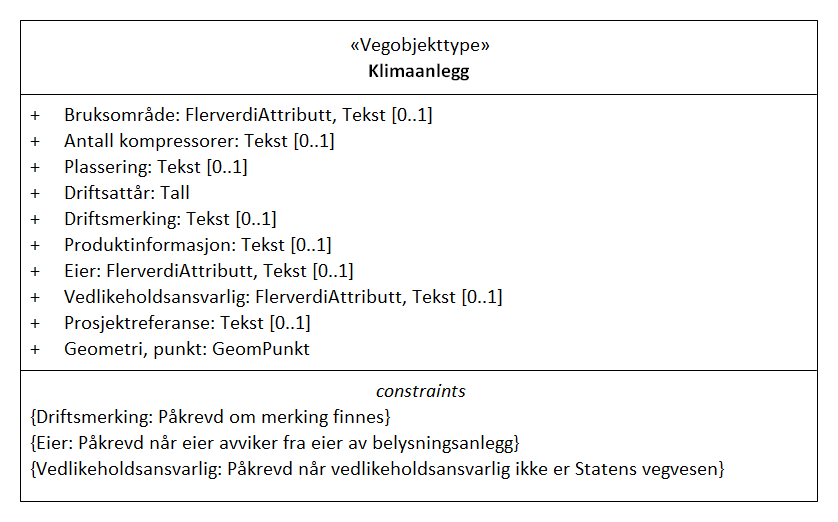 «Vegobjekttype»
Klimaanlegg
+ Bruksområde: FlerverdiAttributt, Tekst [0..1]
+ Antall kompressorer: Tekst [0..1]
+ Plassering: Tekst [0..1]
+ Driftsattår: Tall
+ Driftsmerking: Tekst [0..1]
+ Produktinformasjon: Tekst [0..1]
+ Eier: FlerverdiAttributt, Tekst [0..1]
+ Vedlikeholdsansvarlig: FlerverdiAttributt, Tekst [0..1]
+ Prosjektreferanse: Tekst [0..1]
+ Geometri, punkt: GeomPunkt
constraints
{Driftsmerking: Påkrevd om merking finnes}
{Eier: Påkrevd når eier avviker fra eier av belysningsanlegg}
{Vedlikeholdsansvarlig: Påkrevd når vedlikeholdsansvarlig ikke er Statens vegvesen}